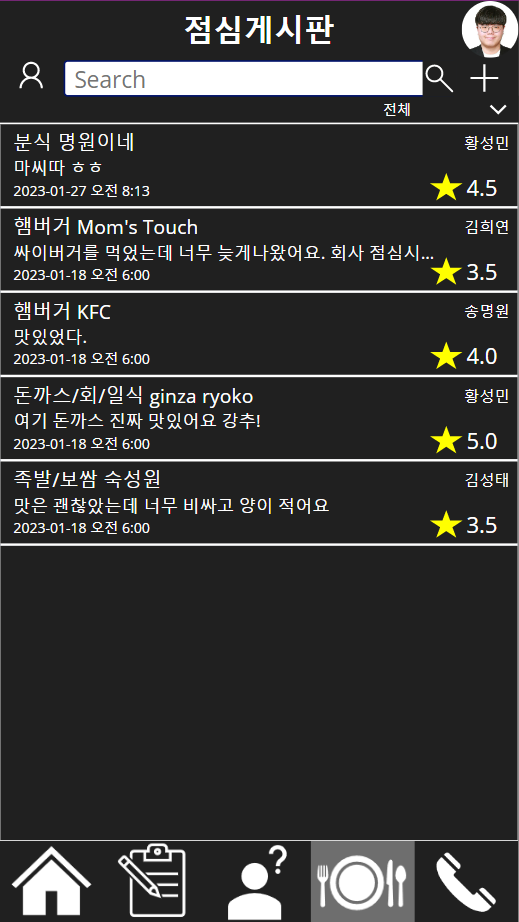 점심게시판
Search
전체
분식 명원이네
황성민
마씨따 ㅎㅎ
2023-01-27 오전 8:13
4.5
햄버거 Mom's Touch
김희연
싸이버거를 먹었는데 너무 늦게나왔어요. 회사 점심시...
2023-01-18 오전 6:00
3.5
햄버거 KFC
송명원
맛있었다.
2023-01-18 오전 6:00
4.0
돈까스/회/일식 ginza ryoko
황성민
여기 돈까스 진짜 맛있어요 강추!
2023-01-18 오전 6:00
5.0
족발/보쌈 숙성원
김성태
맛은 괜찮았는데 너무 비싸고 양이 적어요
2023-01-18 오전 6:00
3.5
?